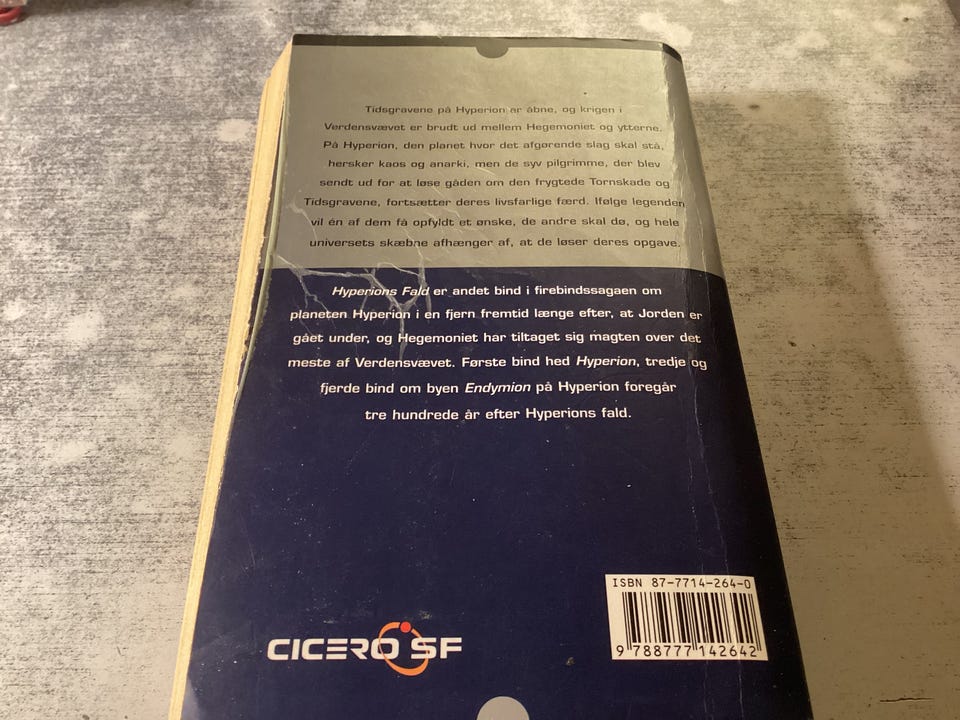 Tidsgravene på Hyperion ar åbne, og krigen i
Verdensvævet er brudt ud mellem Hegemoniet og ytterne.
På Hyperion, den planet hvor det afgørende slag skal stå,
hersker kaos og anarki, men de syv pilgrimme, der blev
sendt ud for at løse gåden om den frygtede Tornskade og
Tidsgravene, fortsætter deres livsfarlige færd. Ifølge legenden
vil én af dem få opfyldt et ønske, de andre skal dø, og hele
universets skæbne afhænger af, at de løser deres opgave.
Hyperions Fald er andet bind i firebindssagaen om
planeten Hyperion i en fjern fremtid længe efter, at Jorden er
gået under, og Hegemoniet har tiltaget sig magten over det
meste af Verdensvævet. Første bind hed Hyperion, tredje og
fjerde bind om byen Endymion på Hyperion foregår
tre hundrede år efter Hyperions fald.
ISBN 87-7714-264-0
9 788777 142642
CICERO SF